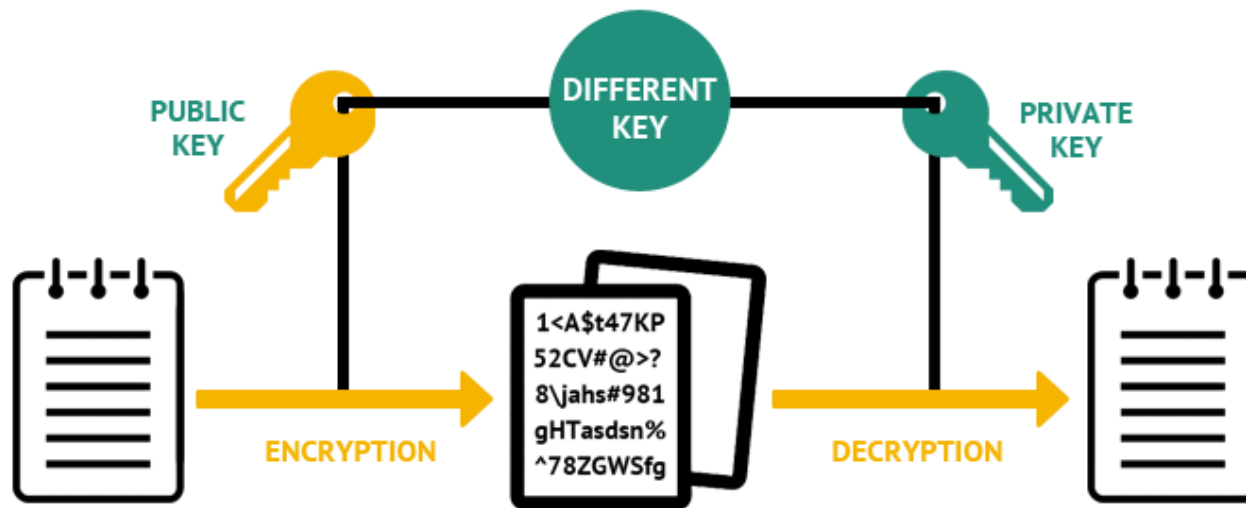 PUBLIC
KEY
DIFFERENT
KEY
PRIVATE
KEY
1<A$t47KP
52CV#@>?
8\jahs#981
gHTasdsn%
^78ZGWSfg
ENCRYPTION
DECRYPTION